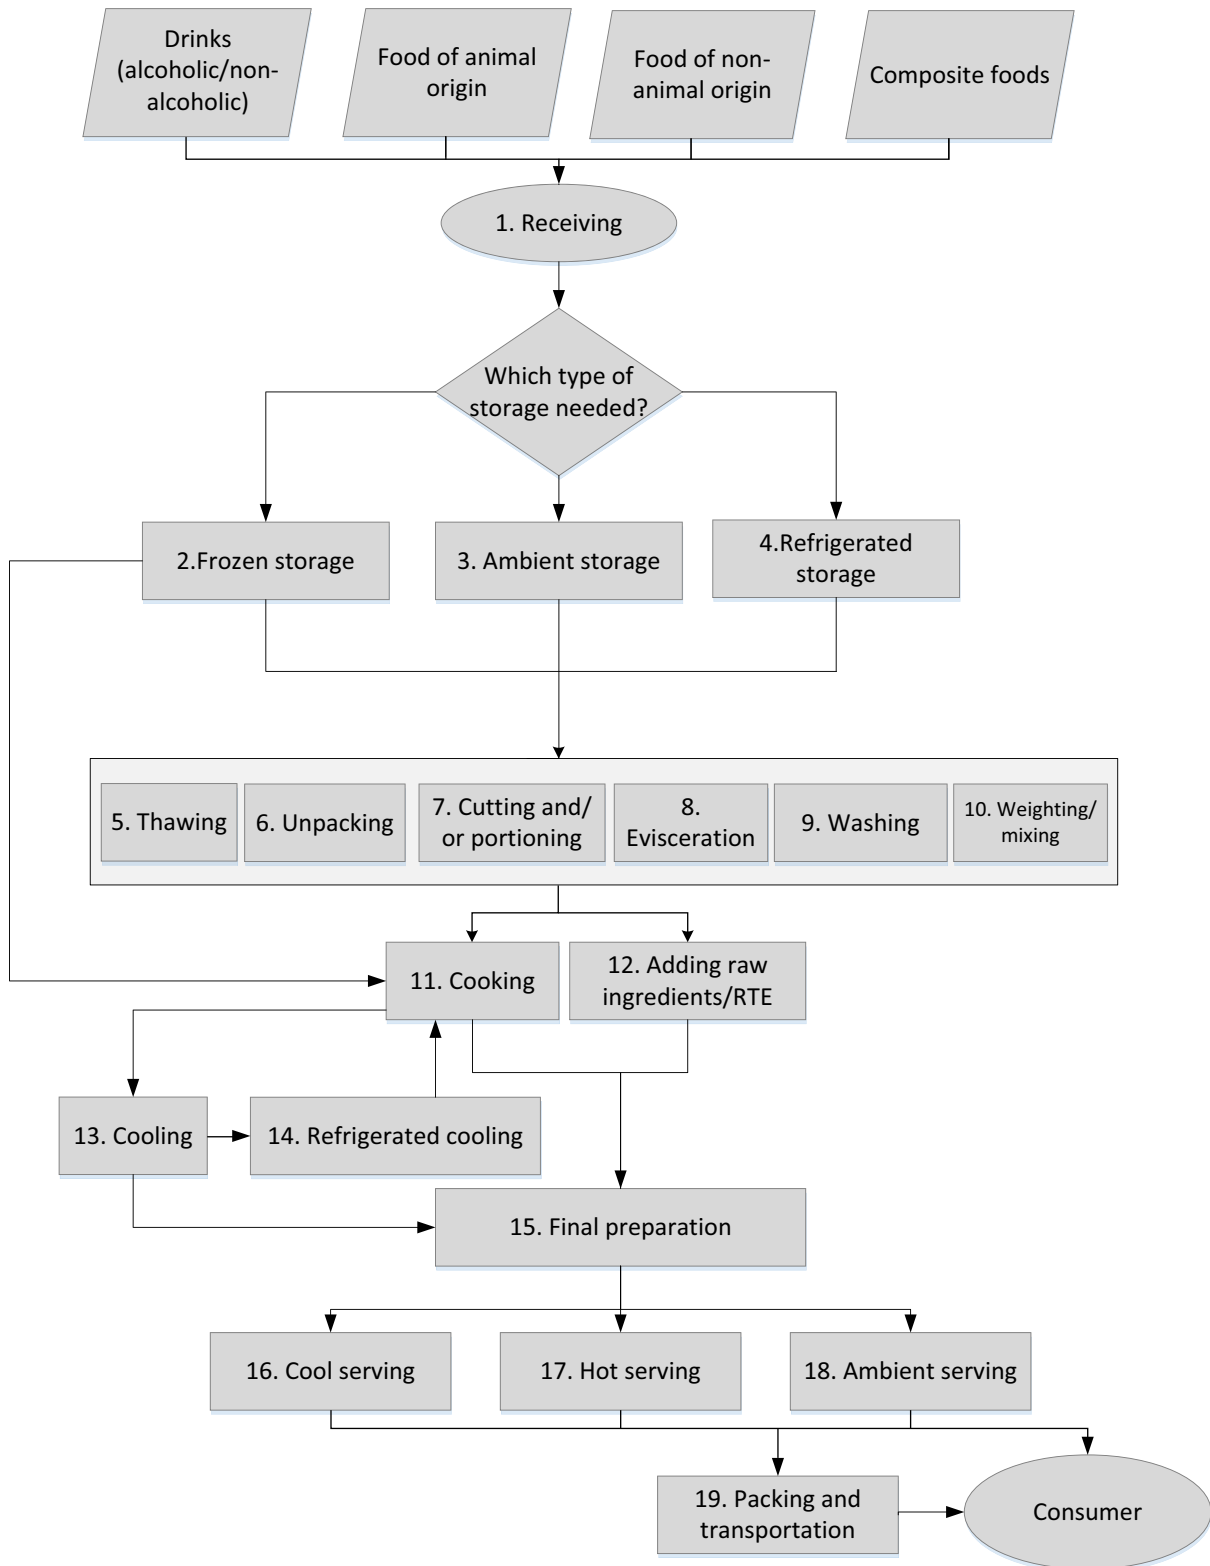 Drinks
(alcoholic/non-
alcoholic)
Food of animal
origin
Food of non-
animal origin
Composite foods
1. Receiving
Which type of
storage needed?
2.Frozen storage
3. Ambient storage
4.Refrigerated
storage
5. Thawing
6. Unpacking
7. Cutting and/
or portioning
8.
Evisceration
9. Washing
10. Weighting/
mixing
11. Cooking
12. Adding raw
ingredients/RTE
13. Cooling
14. Refrigerated cooling
15. Final preparation
16. Cool serving
17. Hot serving
18. Ambient serving
19. Packing and
transportation
Consumer